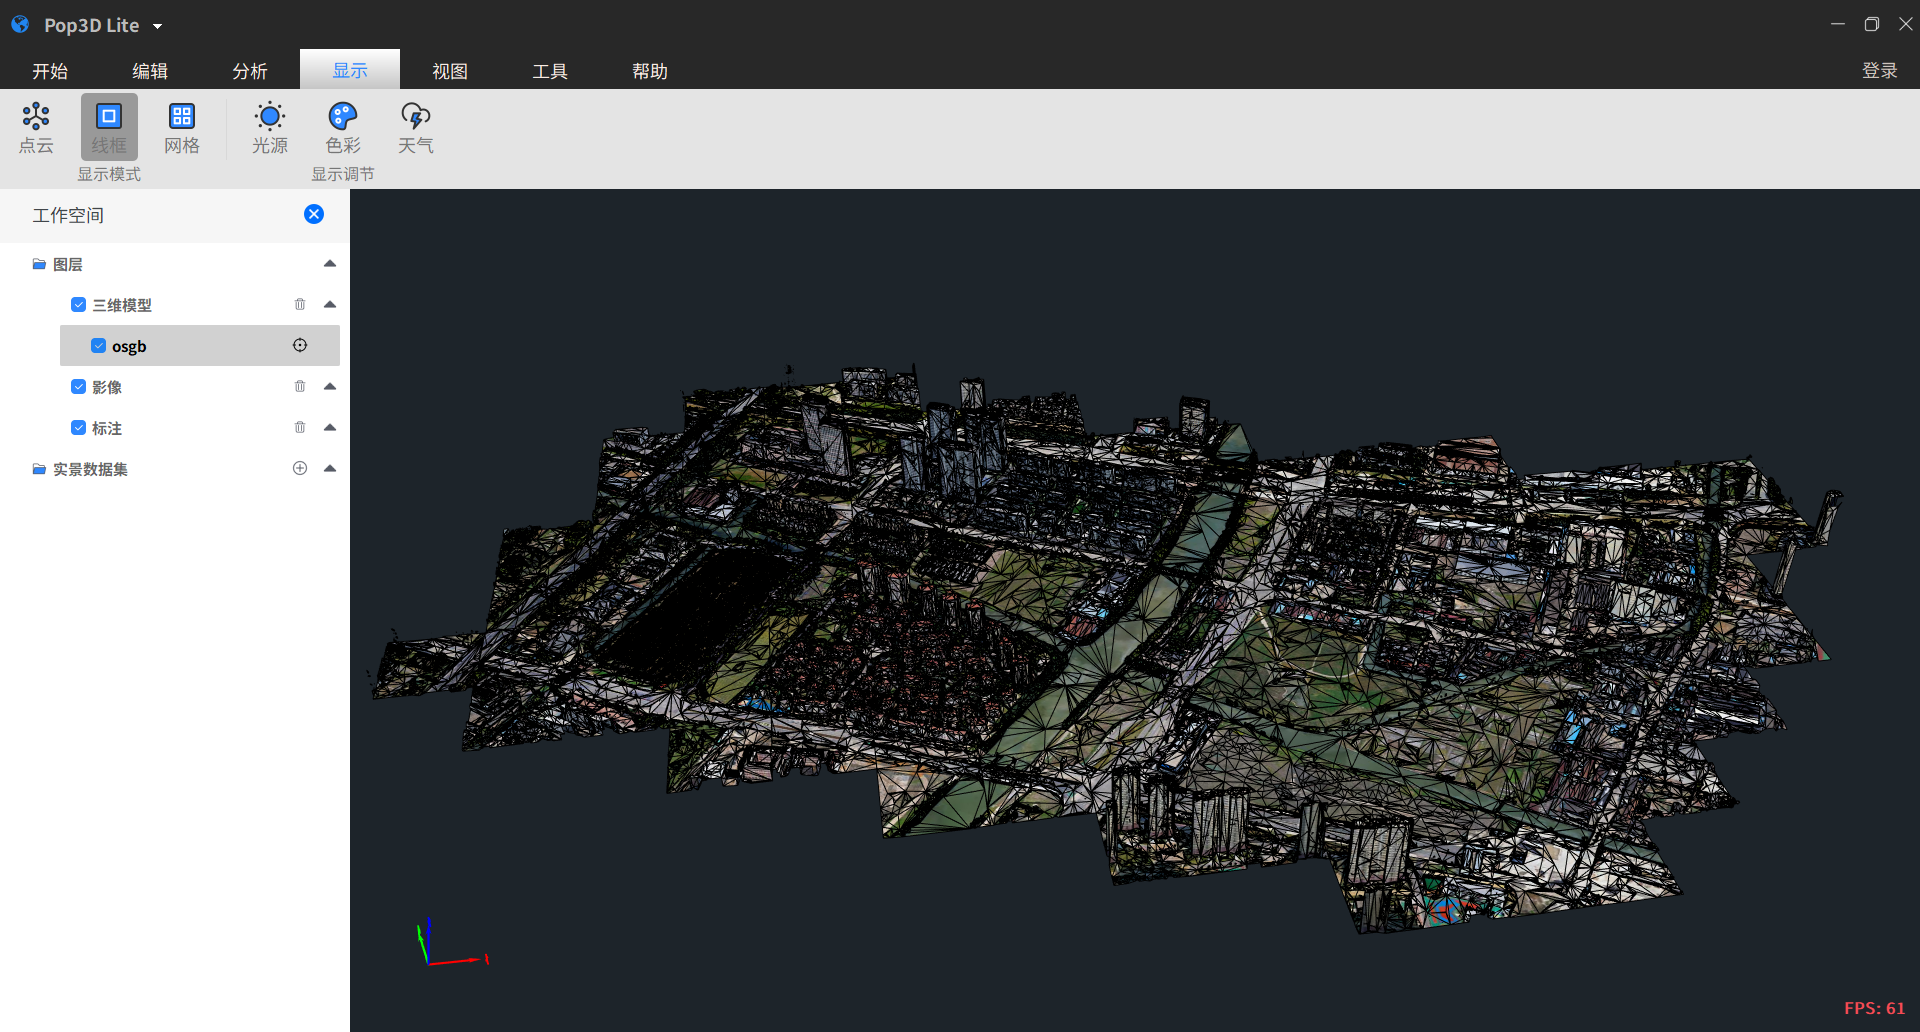 Pop3D Lite
开始 编辑 分析 显示 视图 工具 帮助 登录
点云 线框 网格 光源 色彩 天气
显示模式 显示调节
工作空间
图层
三维模型
osgb
影像
标注
实景数据集
FPS: 61